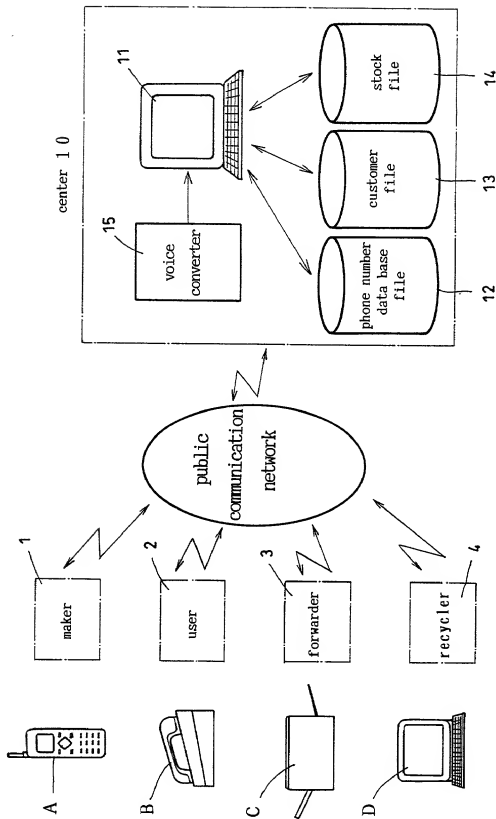 center 10
11
15
voice
converter
phone number
data base
file
customer
file
stock
file
12
13
14
public
communication
network
1
maker
2
user
3
forwarder
4
recycler
A
B
C
D